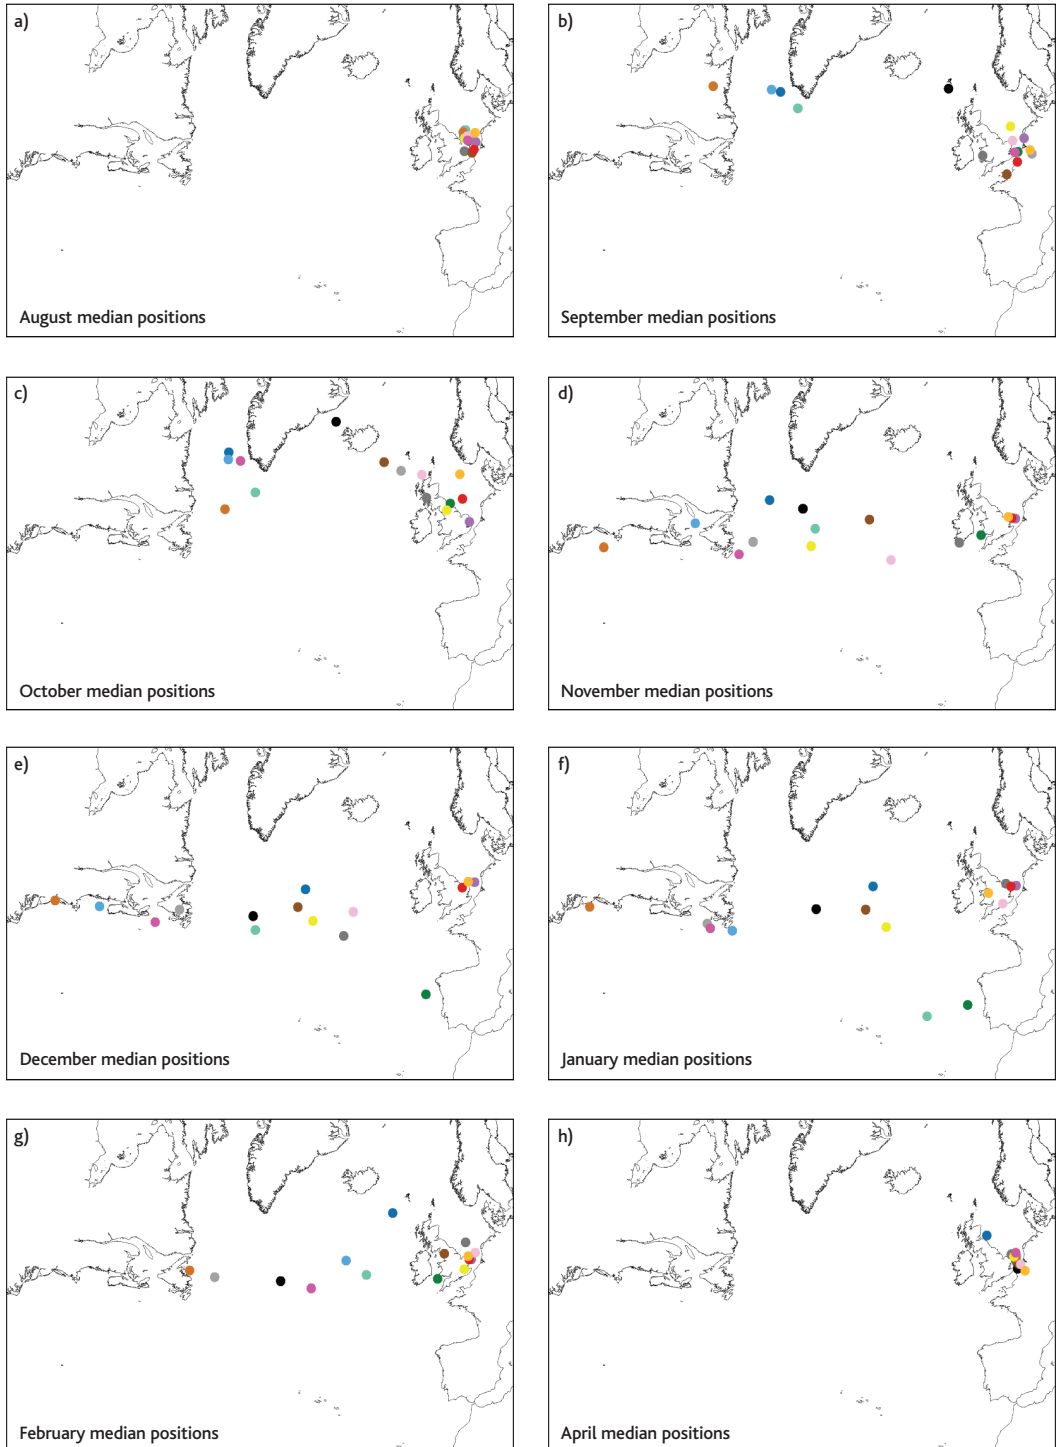 a)
August median positions
b)
September median positions
c)
October median positions
d)
November median positions
e)
December median positions
f)
January median positions
g)
February median positions
h)
April median positions